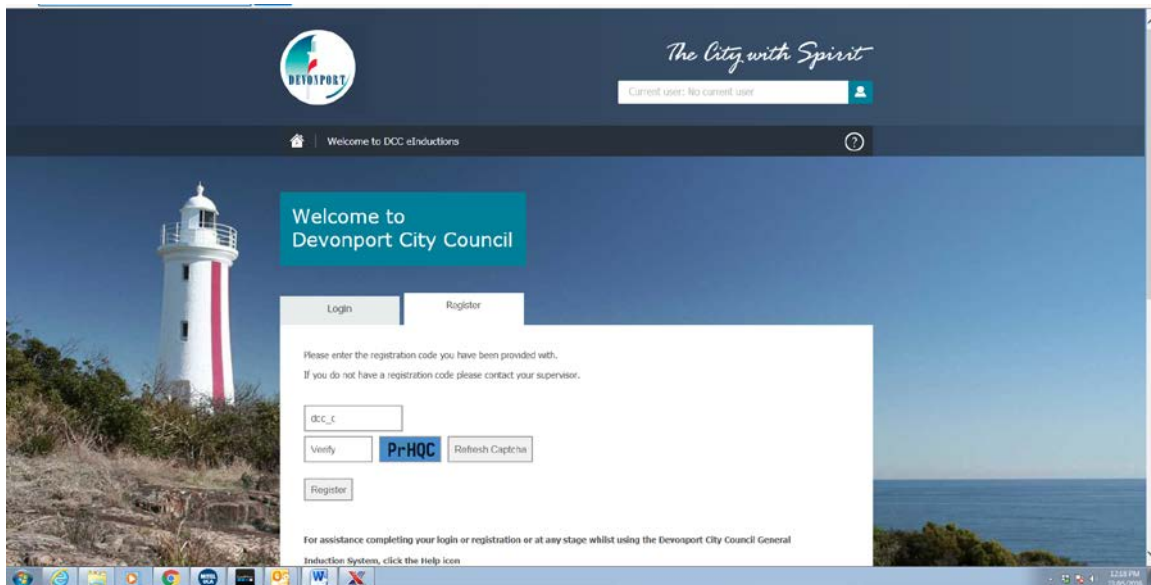 DEVONPORT
The City with Spirit
Current user: No current user
Welcome to DCC eInductions
?
Welcome to
Devonport City Council
Login
Register
Please enter the registration code you have been provided with.
If you do not have a registration code please contact your supervisor.
dcc_c
Verify
PrHQC
Refresh Captcha
Register
For assistance completing your login or registration or at any stage whilst using the Devonport City Council General
Induction System, click the Help icon
12:18 PM